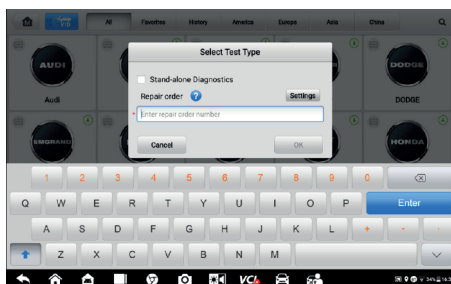 All Favorites History America Europe Asia China
Select Test Type
AUDI
DODGE
Stand-alone Diagnostics
Repair order ? Settings
Audi
DODGE
* Enter repair order number
HONDA
Cancel OK
1 2 3 4 5 6 7 8 9 0
Q W E R T Y U I O P Enter
A S D F G H J K L + - .
Z X C V B N M
VCI